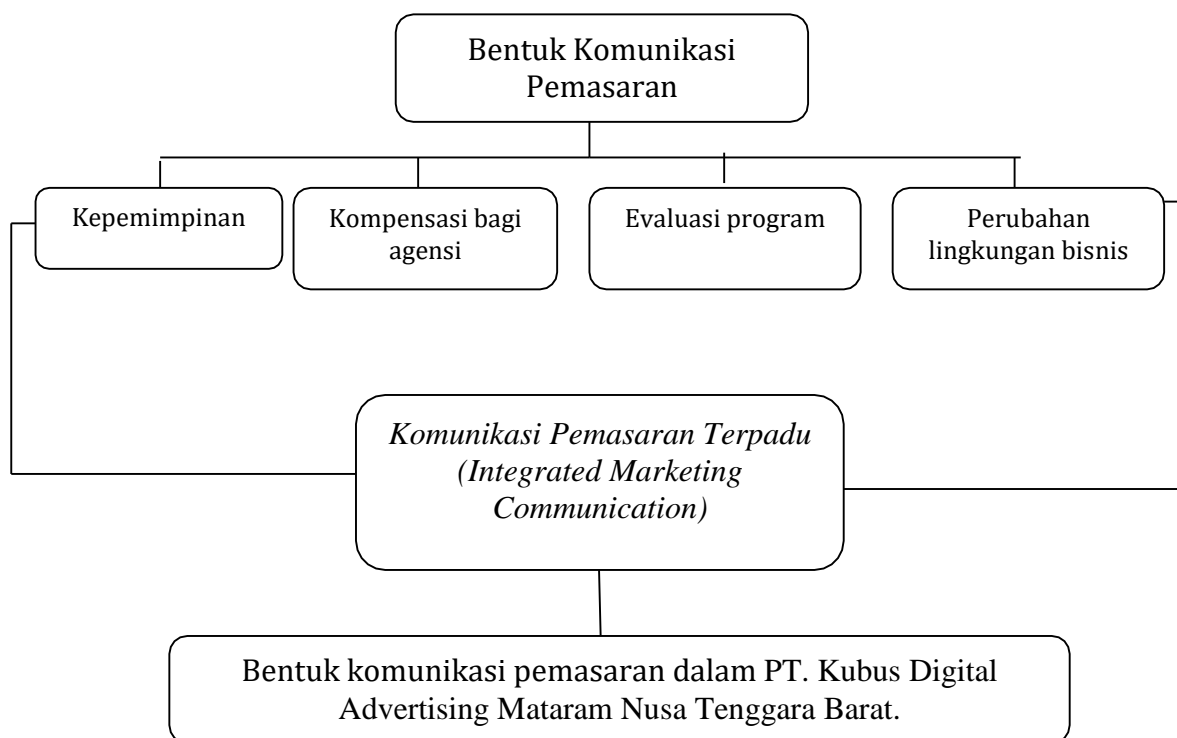 Bentuk Komunikasi
Pemasaran
Kepemimpinan
Kompensasi bagi
agensi
Evaluasi program
Perubahan
lingkungan bisnis
Komunikasi Pemasaran Terpadu
(Integrated Marketing
Communication)
Bentuk komunikasi pemasaran dalam PT. Kubus Digital
Advertising Mataram Nusa Tenggara Barat.